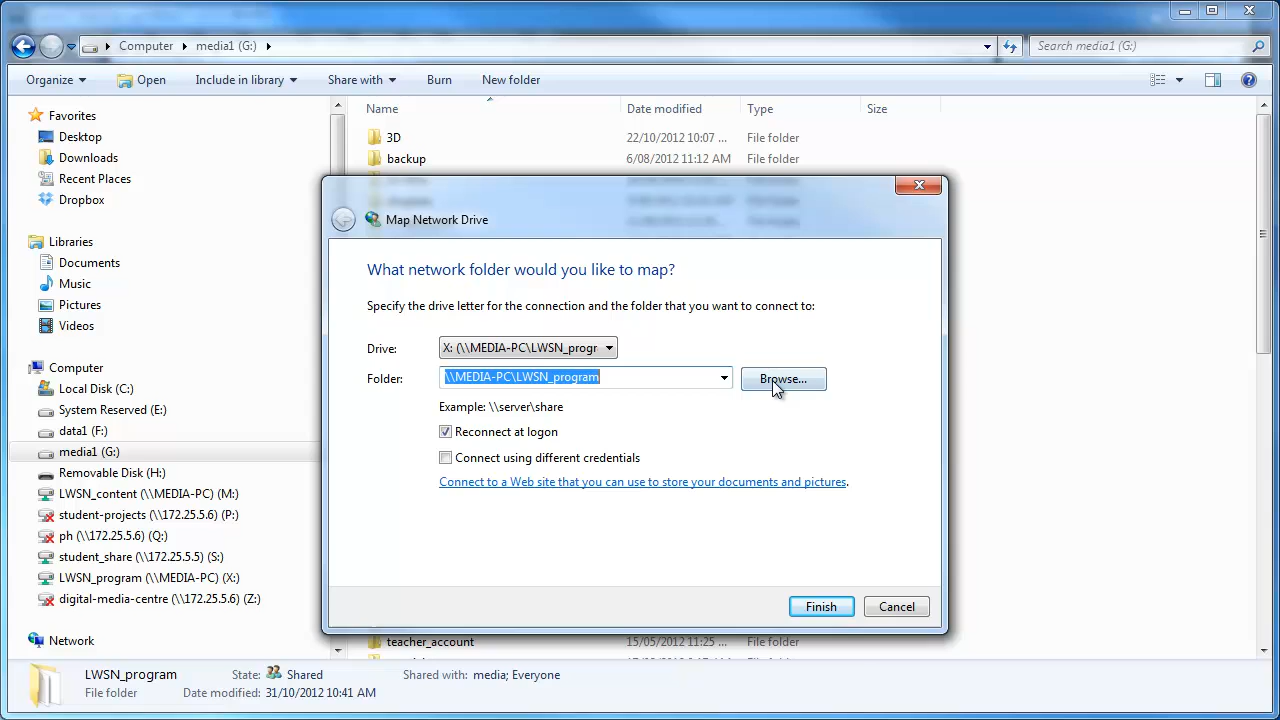 Computer media1 (G:) Search media1 (G:)
Organize Open Include in library Share with Burn New folder
Favorites
Desktop
Downloads
Recent Places
Dropbox
Libraries
Documents
Music
Pictures
Videos
Computer
Local Disk (C:)
System Reserved (E:)
data1 (F:)
media1 (G:)
Removable Disk (H:)
LWSN_content (\\MEDIA-PC) (M:)
student-projects (\\172.25.5.6) (P:)
ph (\\172.25.5.6) (Q:)
student_share (\\172.25.5.5) (S:)
LWSN_program (\\MEDIA-PC) (X:)
digital-media-centre (\\172.25.5.6) (Z:)
Network
Name Date modified Type Size
3D 22/10/2012 10:07 ... File folder
backup 6/08/2012 11:12 AM File folder
Map Network Drive
What network folder would you like to map?
Specify the drive letter for the connection and the folder that you want to connect to:
Drive: X: (\\MEDIA-PC\LWSN_progr
Folder: \\MEDIA-PC\LWSN_program Browse...
Example: \\server\share
Reconnect at logon
Connect using different credentials
Connect to a Web site that you can use to store your documents and pictures.
Finish Cancel
teacher_account 15/05/2012 11:25 ... File folder
LWSN_program State: Shared Shared with: media; Everyone
File folder Date modified: 31/10/2012 10:41 AM